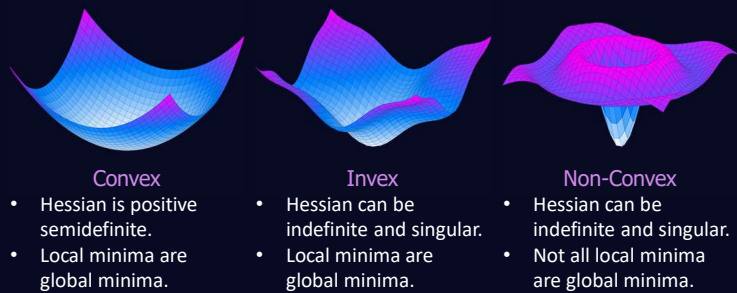 Convex
• Hessian is positive
semidefinite.
• Local minima are
global minima.
Invex
• Hessian can be
indefinite and singular.
• Local minima are
global minima.
Non-Convex
• Hessian can be
indefinite and singular.
• Not all local minima
are global minima.